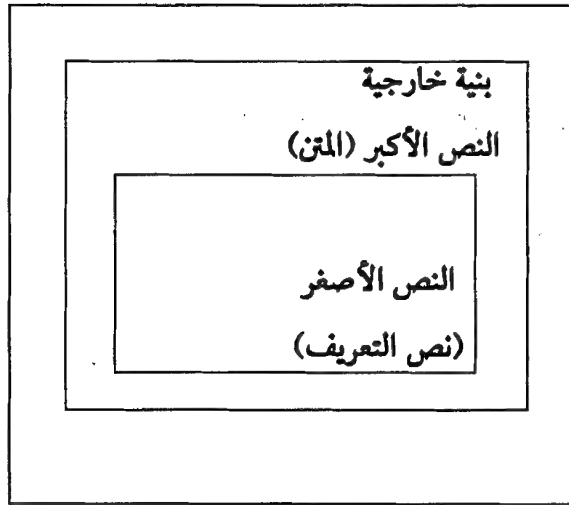 بنية خارجية
النص الأكبر (المتن)
النص الأصغر
(نص التعريف)